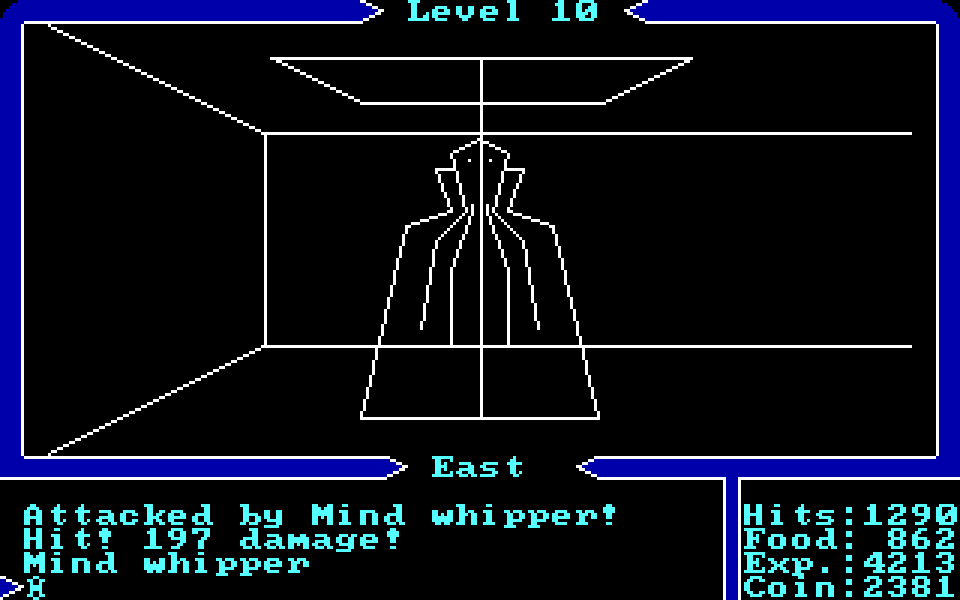 Level 10
East
Attacked by Mind whipper!
Hit! 197 damage!
Mind whipper
Hits:1290
Food: 862
Exp.:4213
Coin:2381